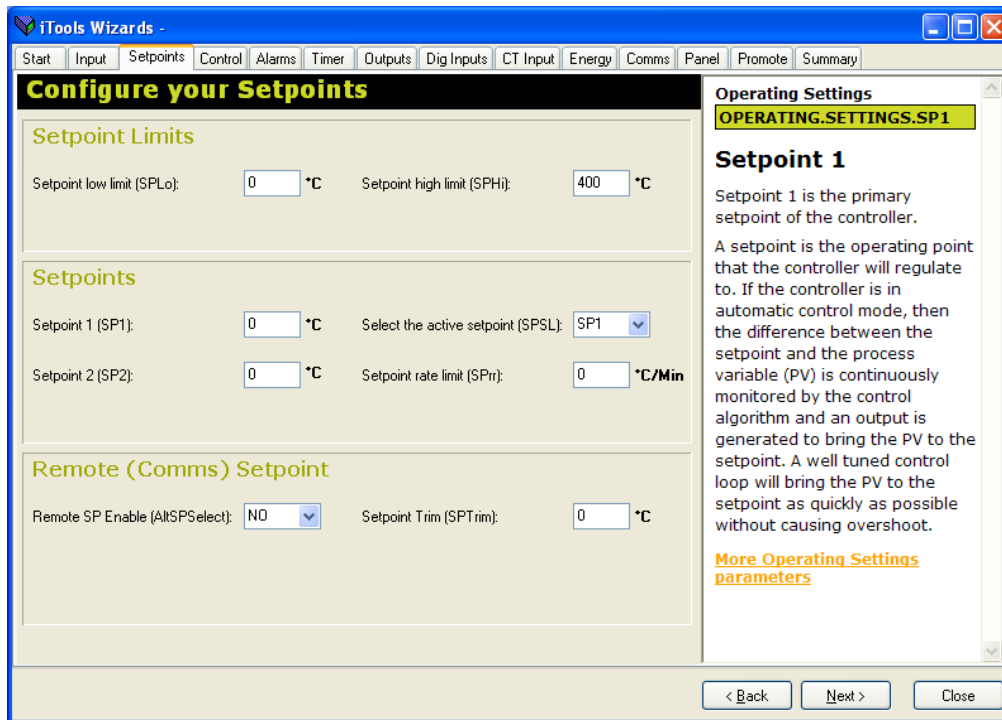 iTools Wizards -
Start Input Setpoints Control Alarms Timer Outputs Dig Inputs CT Input Energy Comms Panel Promote Summary
Configure your Setpoints
Setpoint Limits
Setpoint low limit (SPLo): 0 °C Setpoint high limit (SPHi): 400 °C
Setpoints
Setpoint 1 (SP1): 0 °C Select the active setpoint (SPSL): SP1
Setpoint 2 (SP2): 0 °C Setpoint rate limit (SPrr): 0 °C/Min
Remote (Comms) Setpoint
Remote SP Enable (AltSPSelect): NO Setpoint Trim (SPTrim): 0 °C
Operating Settings
OPERATING.SETTINGS.SP1
Setpoint 1
Setpoint 1 is the primary
setpoint of the controller.
A setpoint is the operating point
that the controller will regulate
to. If the controller is in
automatic control mode, then
the difference between the
setpoint and the process
variable (PV) is continuously
monitored by the control
algorithm and an output is
generated to bring the PV to the
setpoint. A well tuned control
loop will bring the PV to the
setpoint as quickly as possible
without causing overshoot.
More Operating Settings
parameters
< Back Next > Close